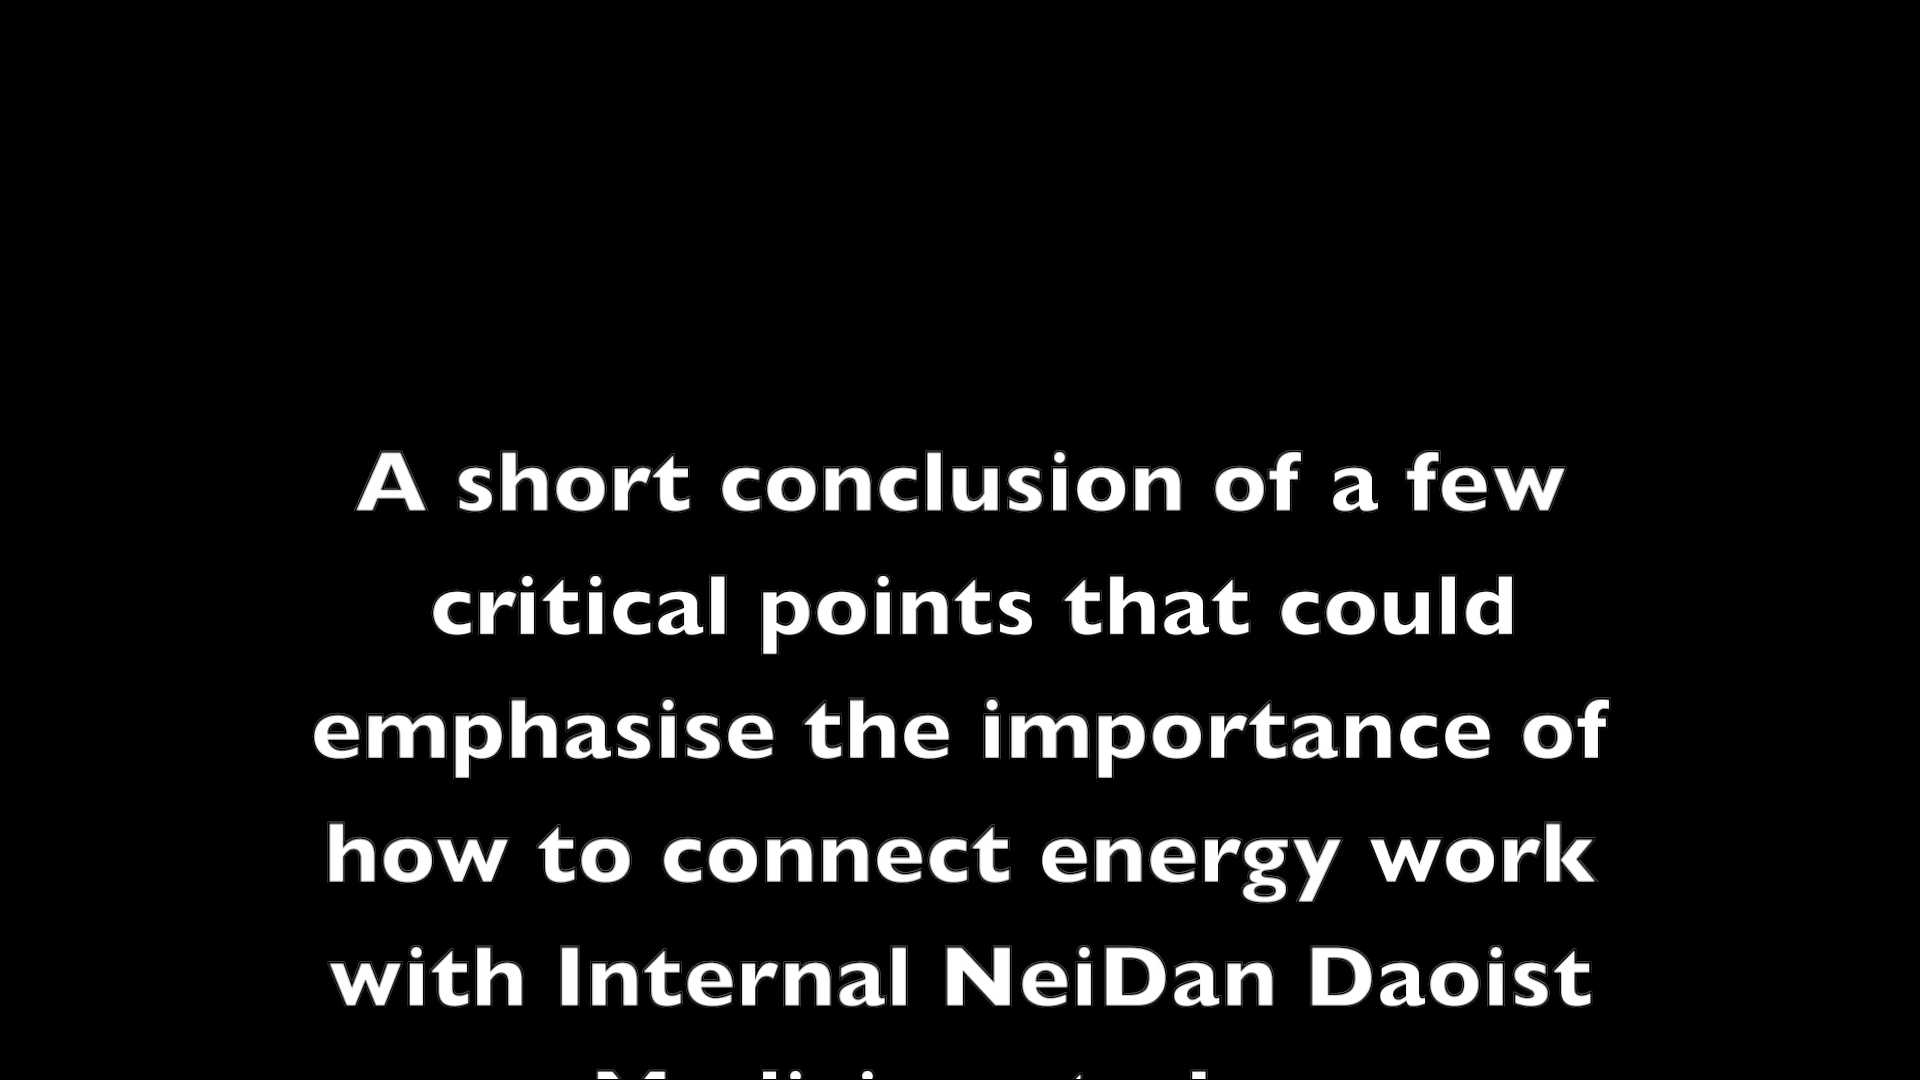 A short conclusion of a few
critical points that could
emphasise the importance of
how to connect energy work
with Internal NeiDan Daoist